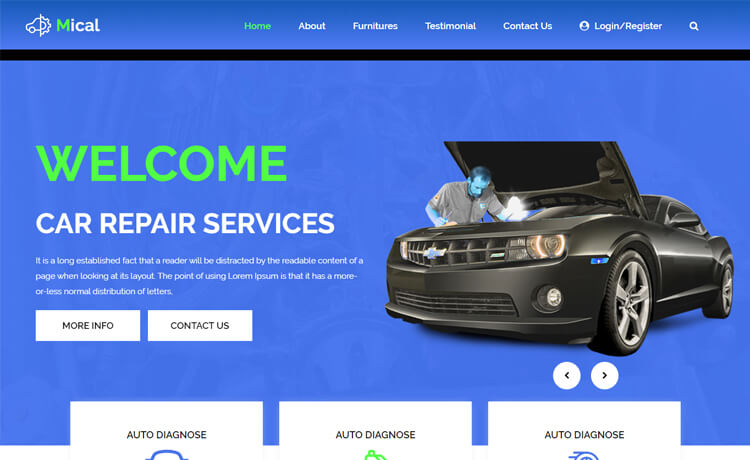 Mical
Home About Furnitures Testimonial Contact Us Login/Register
WELCOME
CAR REPAIR SERVICES
It is a long established fact that a reader will be distracted by the readable content of a
page when looking at its layout. The point of using Lorem Ipsum is that it has a more-
or-less normal distribution of letters,
MORE INFO CONTACT US
AUTO DIAGNOSE AUTO DIAGNOSE AUTO DIAGNOSE